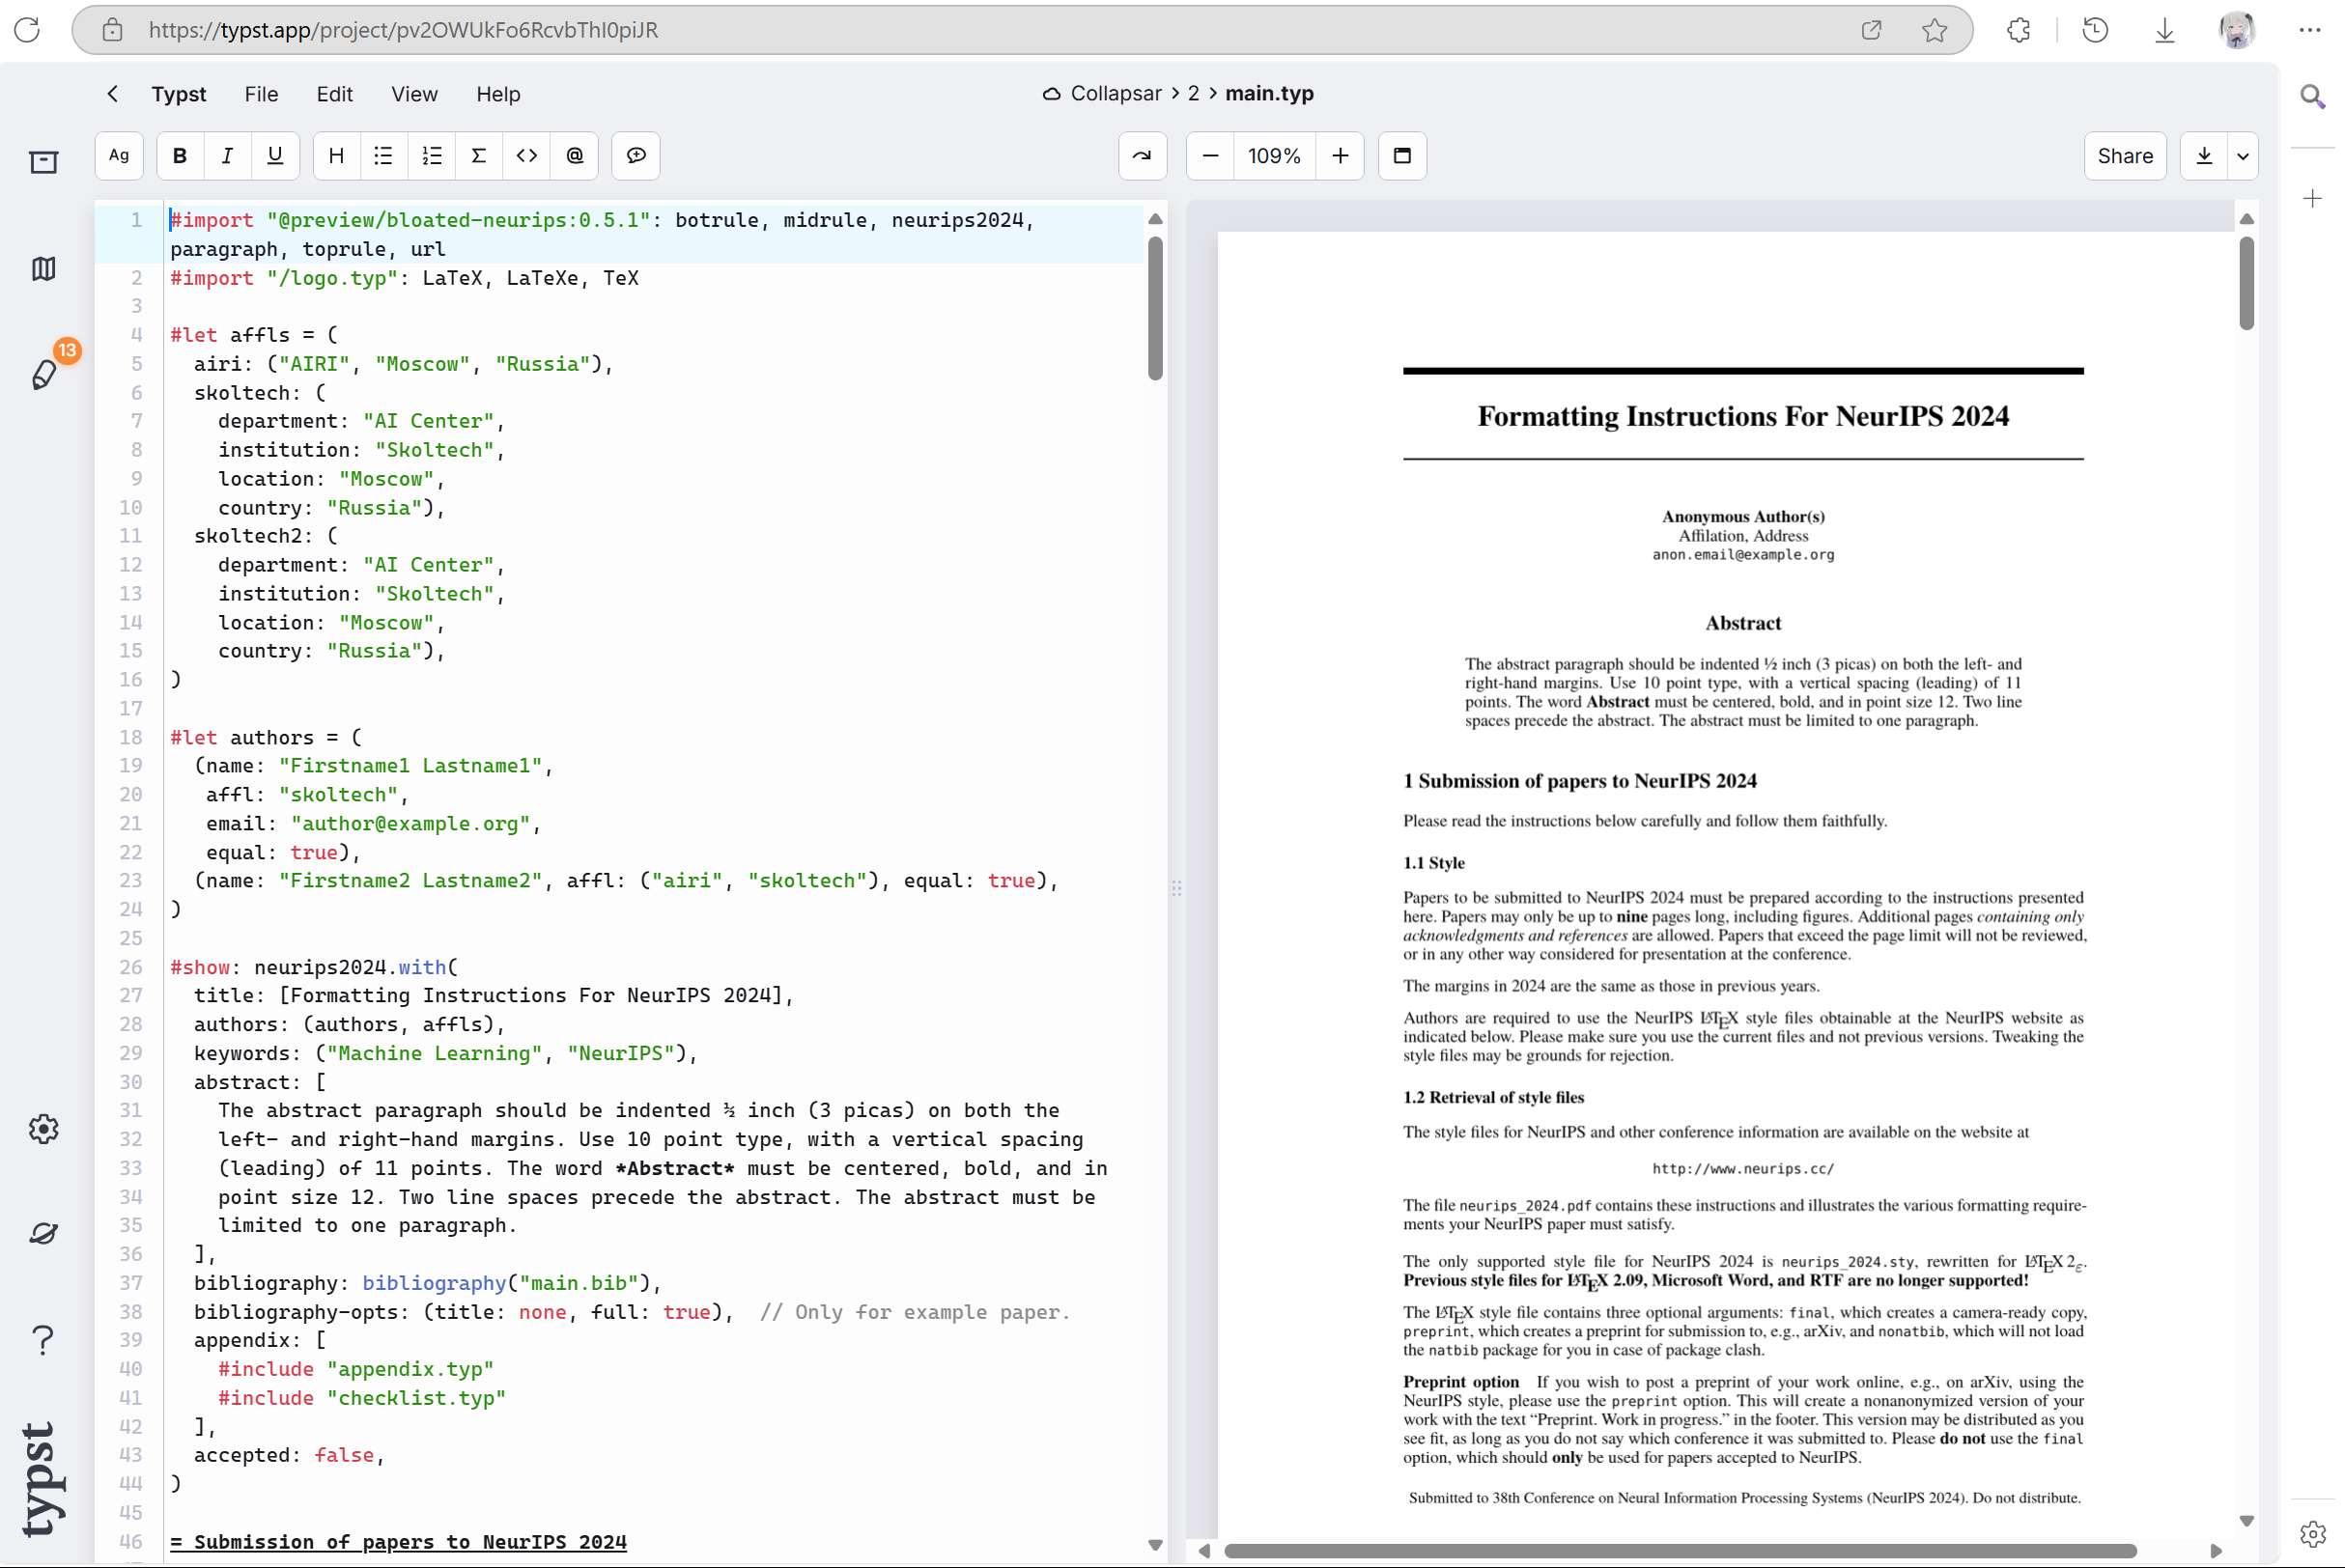 https://typst.app/project/pv2OWUkFo6RcvbThI0piJR
Typst File Edit View Help
Collapsar > 2 > main.typ
Ag B I U H Σ <> @
109%
Share
13
typst
1 #import "@preview/bloated-neurips:0.5.1": botrule, midrule, neurips2024,
paragraph, toprule, url
2 #import "/logo.typ": LaTeX, LaTeXe, TeX
3
4 #let affls = (
5 airi: ("AIRI", "Moscow", "Russia"),
6 skoltech: (
7 department: "AI Center",
8 institution: "Skoltech",
9 location: "Moscow",
10 country: "Russia"),
11 skoltech2: (
12 department: "AI Center",
13 institution: "Skoltech",
14 location: "Moscow",
15 country: "Russia"),
16 )
17
18 #let authors = (
19 (name: "Firstname1 Lastname1",
20 affl: "skoltech",
21 email: "author@example.org",
22 equal: true),
23 (name: "Firstname2 Lastname2", affl: ("airi", "skoltech"), equal: true),
24 )
25
26 #show: neurips2024.with(
27 title: [Formatting Instructions For NeurIPS 2024],
28 authors: (authors, affls),
29 keywords: ("Machine Learning", "NeurIPS"),
30 abstract: [
31 The abstract paragraph should be indented ½ inch (3 picas) on both the
32 left- and right-hand margins. Use 10 point type, with a vertical spacing
33 (leading) of 11 points. The word *Abstract* must be centered, bold, and in
34 point size 12. Two line spaces precede the abstract. The abstract must be
35 limited to one paragraph.
36 ],
37 bibliography: bibliography("main.bib"),
38 bibliography-opts: (title: none, full: true), // Only for example paper.
39 appendix: [
40 #include "appendix.typ"
41 #include "checklist.typ"
42 ],
43 accepted: false,
44 )
45
46 = Submission of papers to NeurIPS 2024
Formatting Instructions For NeurIPS 2024
Anonymous Author(s)
Affilation, Address
anon.email@example.org
Abstract
The abstract paragraph should be indented ½ inch (3 picas) on both the left- and
right-hand margins. Use 10 point type, with a vertical spacing (leading) of 11
points. The word Abstract must be centered, bold, and in point size 12. Two line
spaces precede the abstract. The abstract must be limited to one paragraph.
1 Submission of papers to NeurIPS 2024
Please read the instructions below carefully and follow them faithfully.
1.1 Style
Papers to be submitted to NeurIPS 2024 must be prepared according to the instructions presented
here. Papers may only be up to nine pages long, including figures. Additional pages containing only
acknowledgments and references are allowed. Papers that exceed the page limit will not be reviewed,
or in any other way considered for presentation at the conference.
The margins in 2024 are the same as those in previous years.
Authors are required to use the NeurIPS LATEX style files obtainable at the NeurIPS website as
indicated below. Please make sure you use the current files and not previous versions. Tweaking the
style files may be grounds for rejection.
1.2 Retrieval of style files
The style files for NeurIPS and other conference information are available on the website at
http://www.neurips.cc/
The file neurips_2024.pdf contains these instructions and illustrates the various formatting require-
ments your NeurIPS paper must satisfy.
The only supported style file for NeurIPS 2024 is neurips_2024.sty, rewritten for LATEX 2ε.
Previous style files for LATEX 2.09, Microsoft Word, and RTF are no longer supported!
The LATEX style file contains three optional arguments: final, which creates a camera-ready copy,
preprint, which creates a preprint for submission to, e.g., arXiv, and nonatbib, which will not load
the natbib package for you in case of package clash.
Preprint option If you wish to post a preprint of your work online, e.g., on arXiv, using the
NeurIPS style, please use the preprint option. This will create a nonanonymized version of your
work with the text “Preprint. Work in progress.” in the footer. This version may be distributed as you
see fit, as long as you do not say which conference it was submitted to. Please do not use the final
option, which should only be used for papers accepted to NeurIPS.
Submitted to 38th Conference on Neural Information Processing Systems (NeurIPS 2024). Do not distribute.